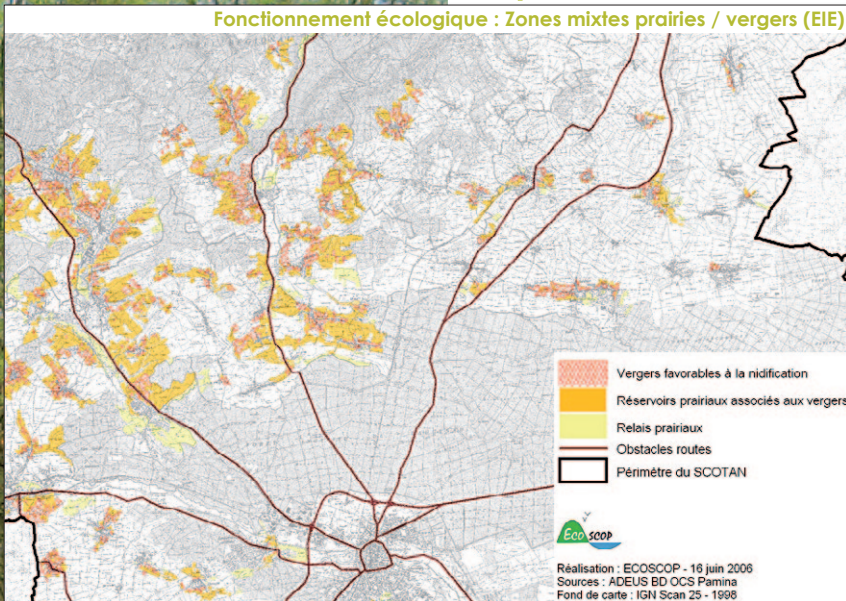 Fonctionnement écologique : Zones mixtes prairies / vergers (EIE)
Vergers favorables à la nidification
Réservoirs prairiaux associés aux vergers
Relais prairiaux
Obstacles routes
Périmètre du SCOTAN
Eco SCOP
Réalisation : ECOSCOP - 16 juin 2006
Sources : ADEUS BD OCS Pamina
Fond de carte : IGN Scan 25 - 1998